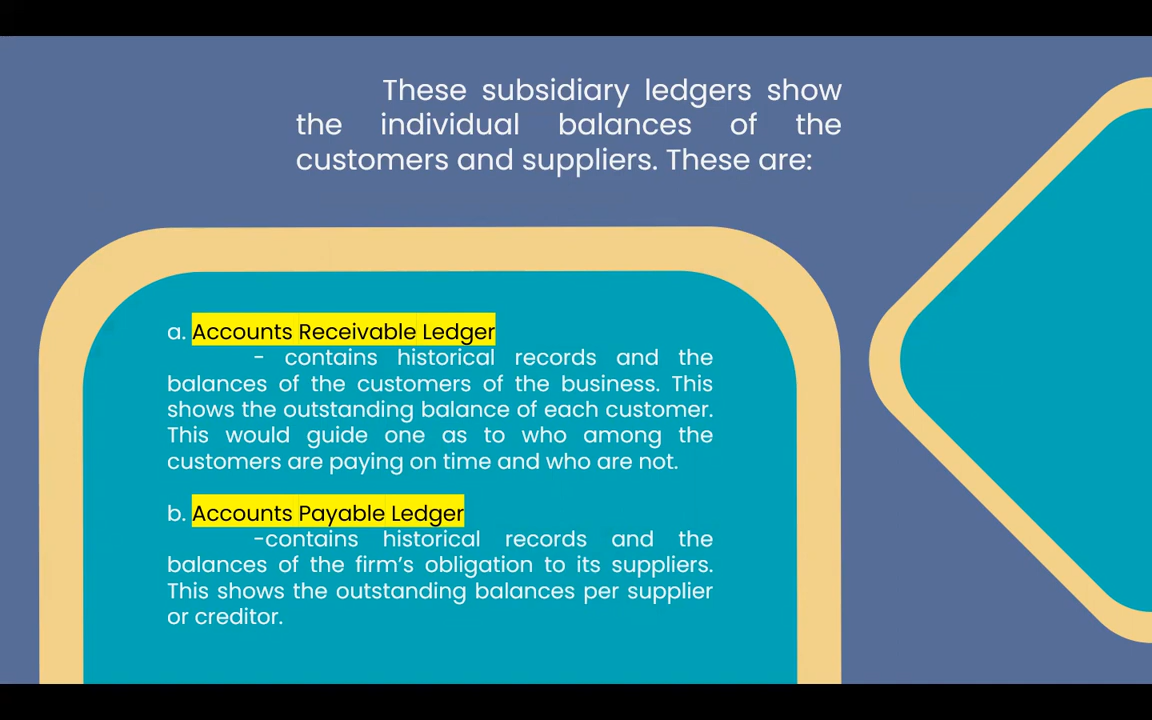 These subsidiary ledgers show
the individual balances of the
customers and suppliers. These are:
a. Accounts Receivable Ledger
- contains historical records and the
balances of the customers of the business. This
shows the outstanding balance of each customer.
This would guide one as to who among the
customers are paying on time and who are not.
b. Accounts Payable Ledger
-contains historical records and the
balances of the firm’s obligation to its suppliers.
This shows the outstanding balances per supplier
or creditor.